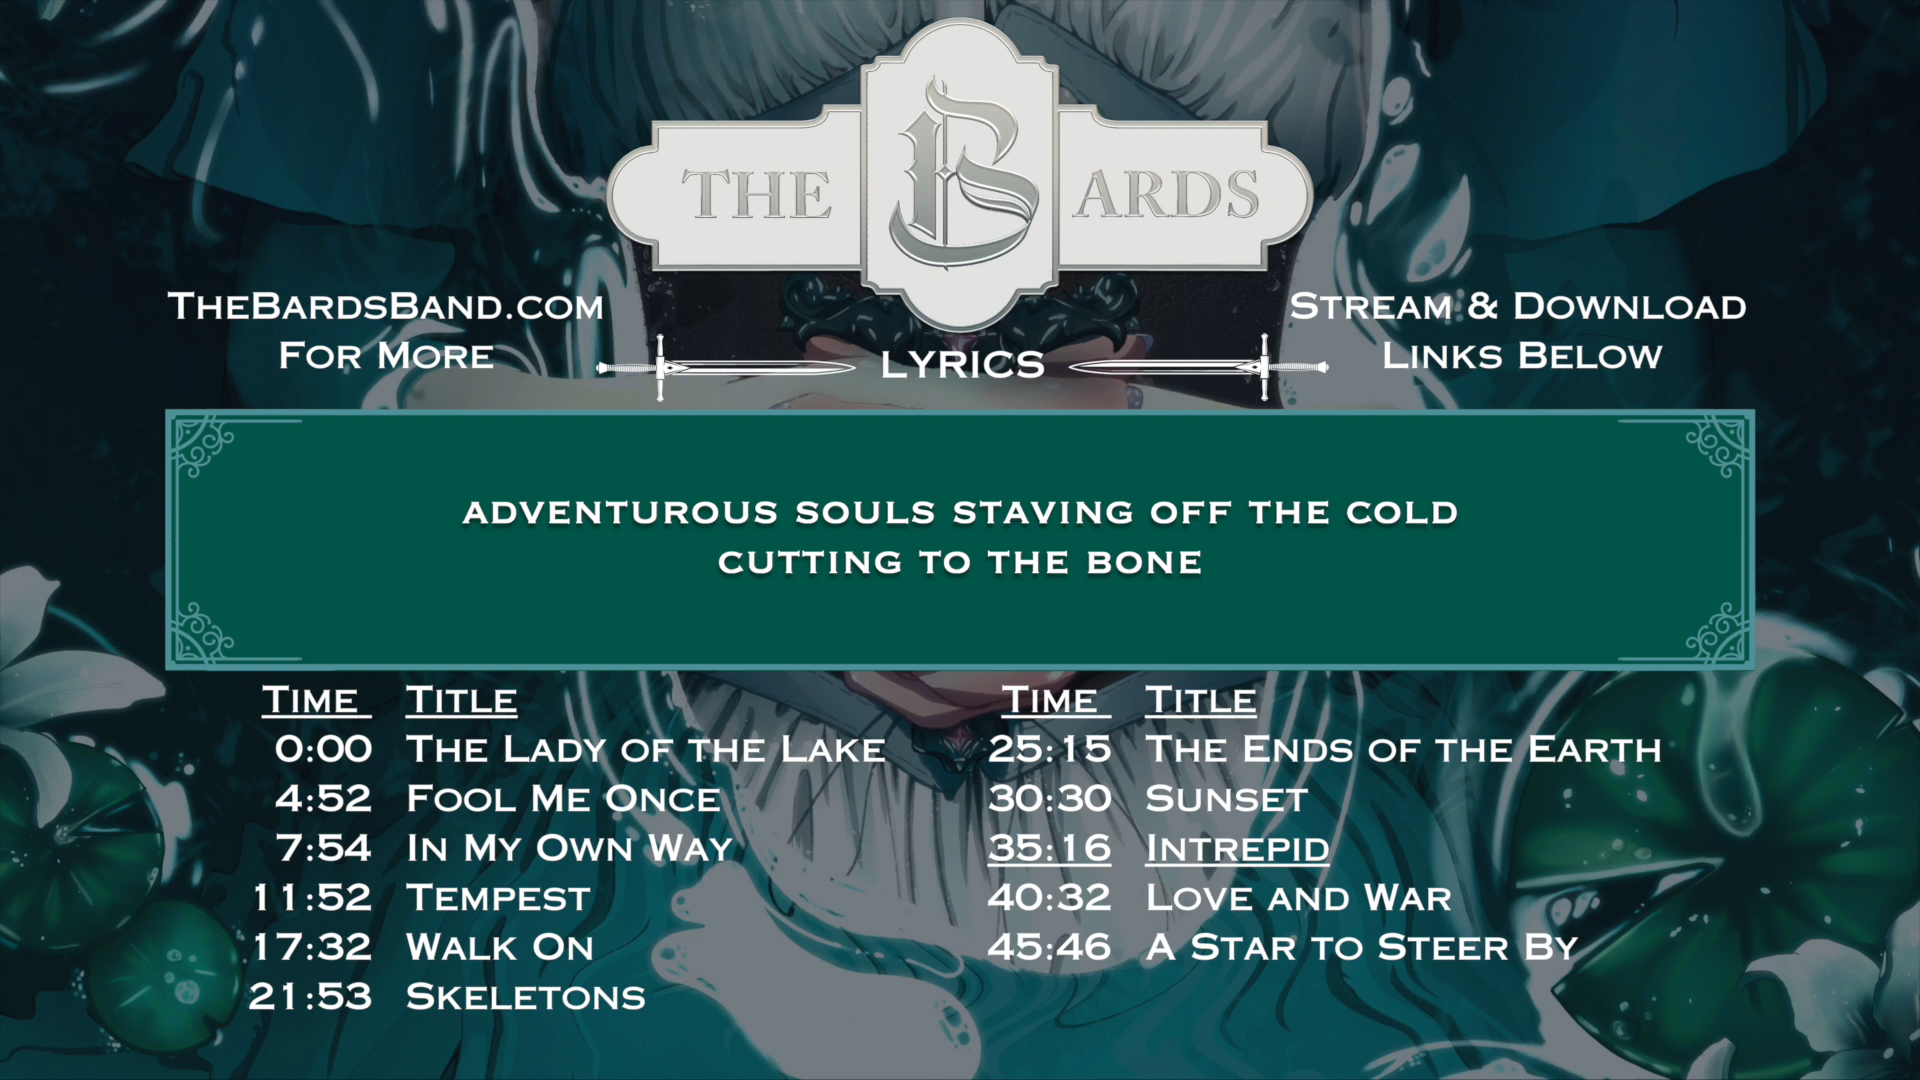 THE BARDS
THEBARDSBAND.COM
FOR MORE
LYRICS
STREAM & DOWNLOAD
LINKS BELOW
ADVENTUROUS SOULS STAVING OFF THE COLD
CUTTING TO THE BONE
TIME TITLE
0:00 THE LADY OF THE LAKE
4:52 FOOL ME ONCE
7:54 IN MY OWN WAY
11:52 TEMPEST
17:32 WALK ON
21:53 SKELETONS
TIME TITLE
25:15 THE ENDS OF THE EARTH
30:30 SUNSET
35:16 INTREPID
40:32 LOVE AND WAR
45:46 A STAR TO STEER BY